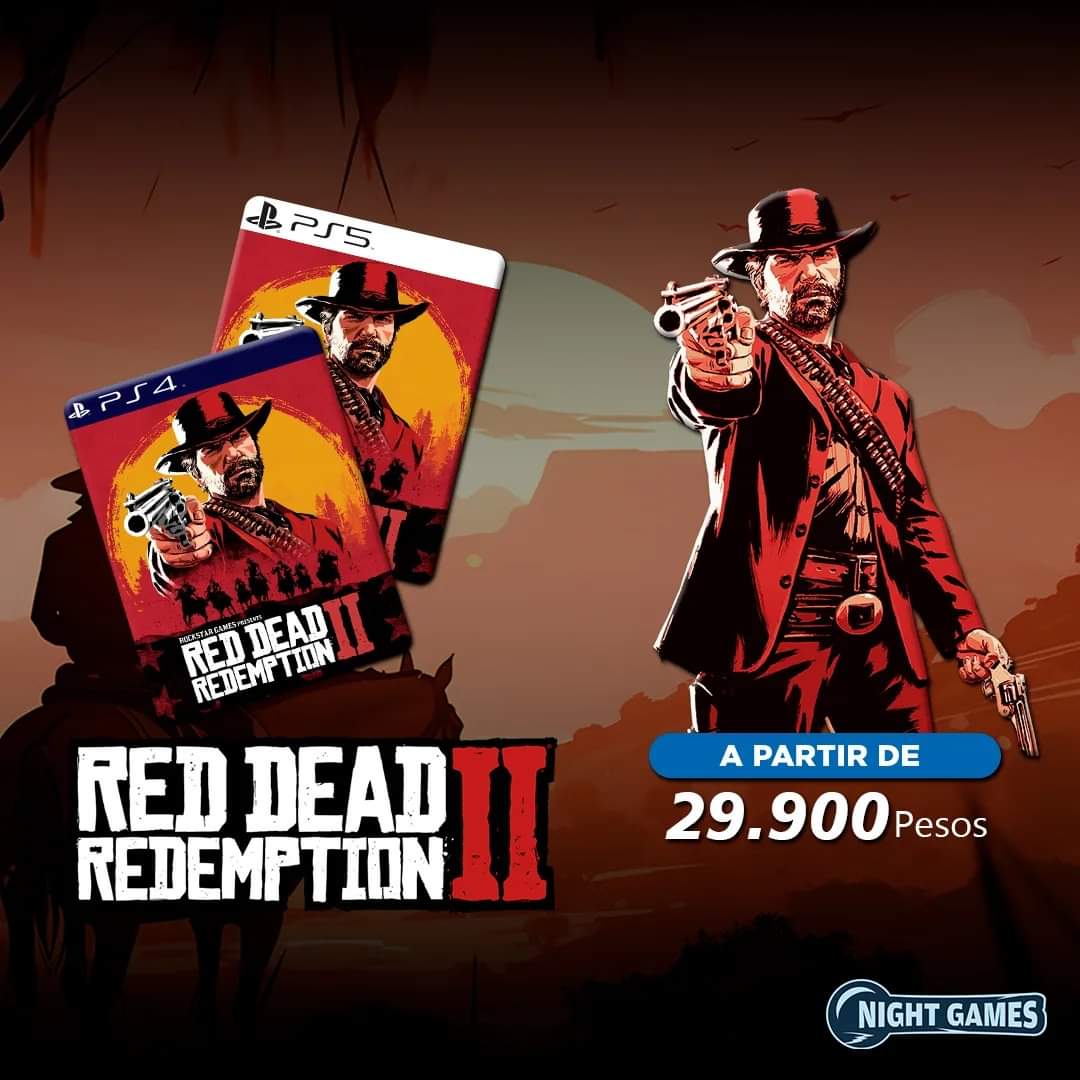 PS5
II
PS4
ROCKSTAR GAMES PRESENTS
RED DEAD
REDEMPTION II
RED DEAD
REDEMPTION II
A PARTIR DE
29.900 Pesos
NIGHT GAMES